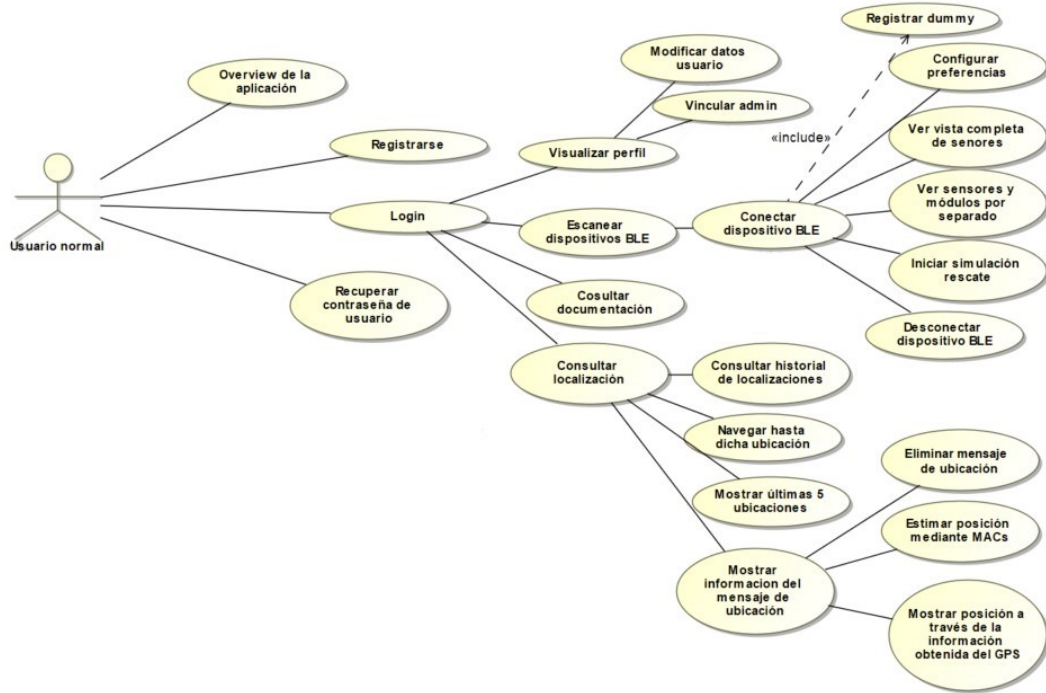 Registrar dummy
Modificar datos
usuario
Configurar
preferencias
Overview de la
aplicación
Vincular admin
«include»
Ver vista completa
de senores
Registrarse
Visualizar perfil
Ver sensores y
módulos por
separado
Usuario normal
Login
Escanear
dispositivos BLE
Conectar
dispositivo BLE
Iniciar simulación
rescate
Recuperar
contraseña de
usuario
Cosultar
documentación
Desconectar
dispositivo BLE
Consultar
localización
Consultar historial
de localizaciones
Navegar hasta
dicha ubicación
Eliminar mensaje
de ubicación
Mostrar últimas 5
ubicaciones
Estimar posición
mediante MACs
Mostrar
informacion del
mensaje de
ubicación
Mostrar posición a
través de la
información
obtenida del GPS